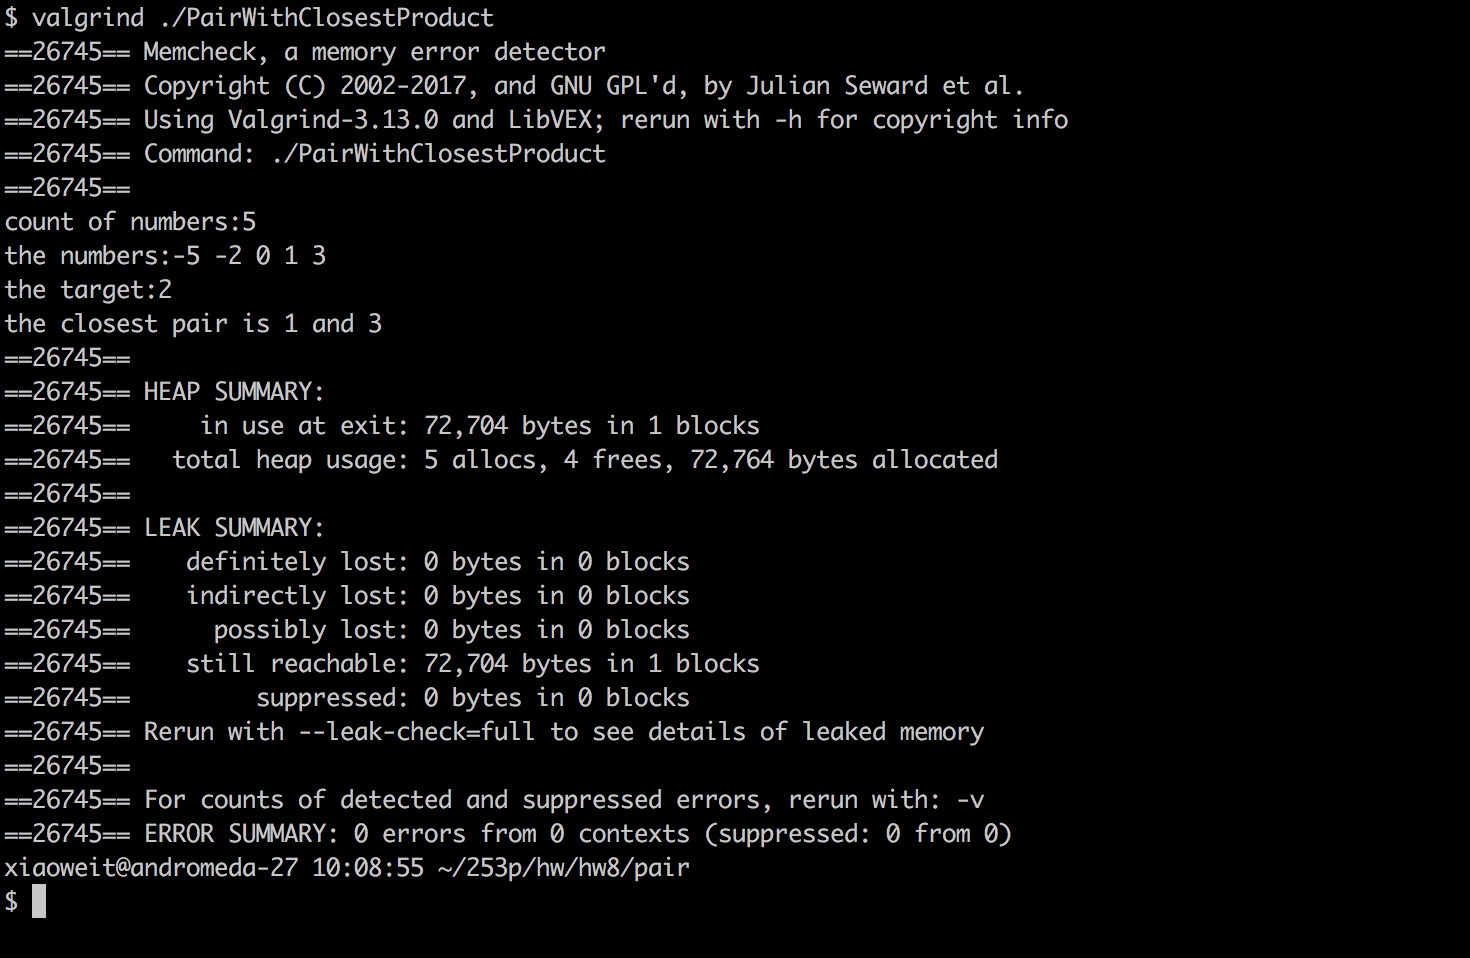 $ valgrind ./PairWithClosestProduct
==26745== Memcheck, a memory error detector
==26745== Copyright (C) 2002-2017, and GNU GPL'd, by Julian Seward et al.
==26745== Using Valgrind-3.13.0 and LibVEX; rerun with -h for copyright info
==26745== Command: ./PairWithClosestProduct
==26745==
count of numbers:5
the numbers:-5 -2 0 1 3
the target:2
the closest pair is 1 and 3
==26745==
==26745== HEAP SUMMARY:
==26745==     in use at exit: 72,704 bytes in 1 blocks
==26745==   total heap usage: 5 allocs, 4 frees, 72,764 bytes allocated
==26745==
==26745== LEAK SUMMARY:
==26745==    definitely lost: 0 bytes in 0 blocks
==26745==    indirectly lost: 0 bytes in 0 blocks
==26745==      possibly lost: 0 bytes in 0 blocks
==26745==    still reachable: 72,704 bytes in 1 blocks
==26745==         suppressed: 0 bytes in 0 blocks
==26745== Rerun with --leak-check=full to see details of leaked memory
==26745==
==26745== For counts of detected and suppressed errors, rerun with: -v
==26745== ERROR SUMMARY: 0 errors from 0 contexts (suppressed: 0 from 0)
xiaoweit@andromeda-27 10:08:55 ~/253p/hw/hw8/pair
$